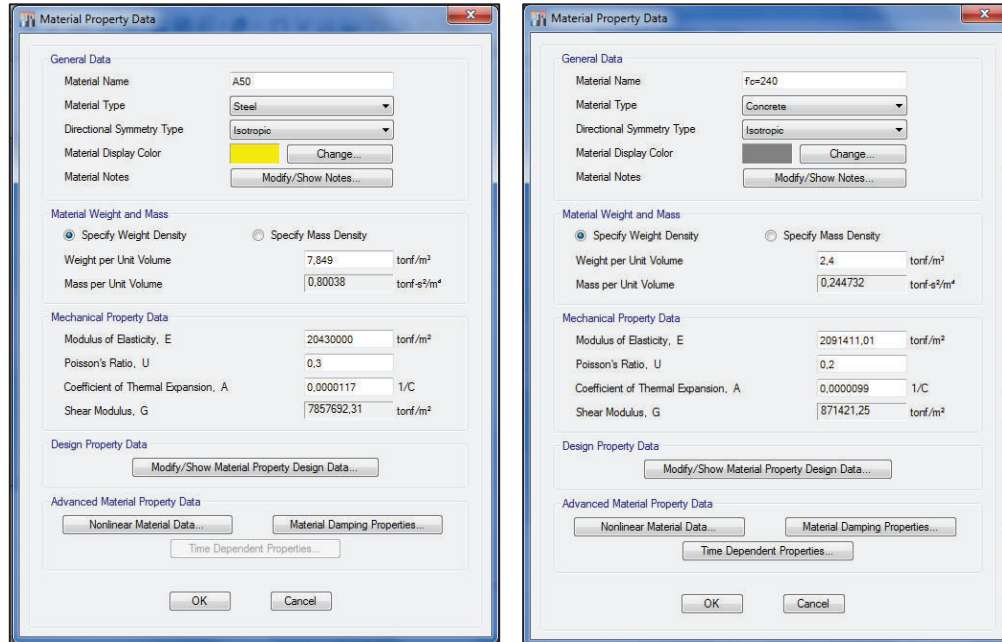 Material Property Data
General Data
Material Name A50
Material Type Steel
Directional Symmetry Type Isotropic
Material Display Color Change...
Material Notes Modify/Show Notes...
Material Weight and Mass
Specify Weight Density Specify Mass Density
Weight per Unit Volume 7,849 tonf/m³
Mass per Unit Volume 0,80038 tonf-s²/m⁴
Mechanical Property Data
Modulus of Elasticity, E 20430000 tonf/m²
Poisson's Ratio, U 0,3
Coefficient of Thermal Expansion, A 0,0000117 1/C
Shear Modulus, G 7857692,31 tonf/m²
Design Property Data
Modify/Show Material Property Design Data...
Advanced Material Property Data
Nonlinear Material Data... Material Damping Properties...
Time Dependent Properties...
OK Cancel
Material Property Data
General Data
Material Name f'c=240
Material Type Concrete
Directional Symmetry Type Isotropic
Material Display Color Change...
Material Notes Modify/Show Notes...
Material Weight and Mass
Specify Weight Density Specify Mass Density
Weight per Unit Volume 2,4 tonf/m³
Mass per Unit Volume 0,244732 tonf-s²/m⁴
Mechanical Property Data
Modulus of Elasticity, E 2091411,01 tonf/m²
Poisson's Ratio, U 0,2
Coefficient of Thermal Expansion, A 0,0000099 1/C
Shear Modulus, G 871421,25 tonf/m²
Design Property Data
Modify/Show Material Property Design Data...
Advanced Material Property Data
Nonlinear Material Data... Material Damping Properties...
Time Dependent Properties...
OK Cancel